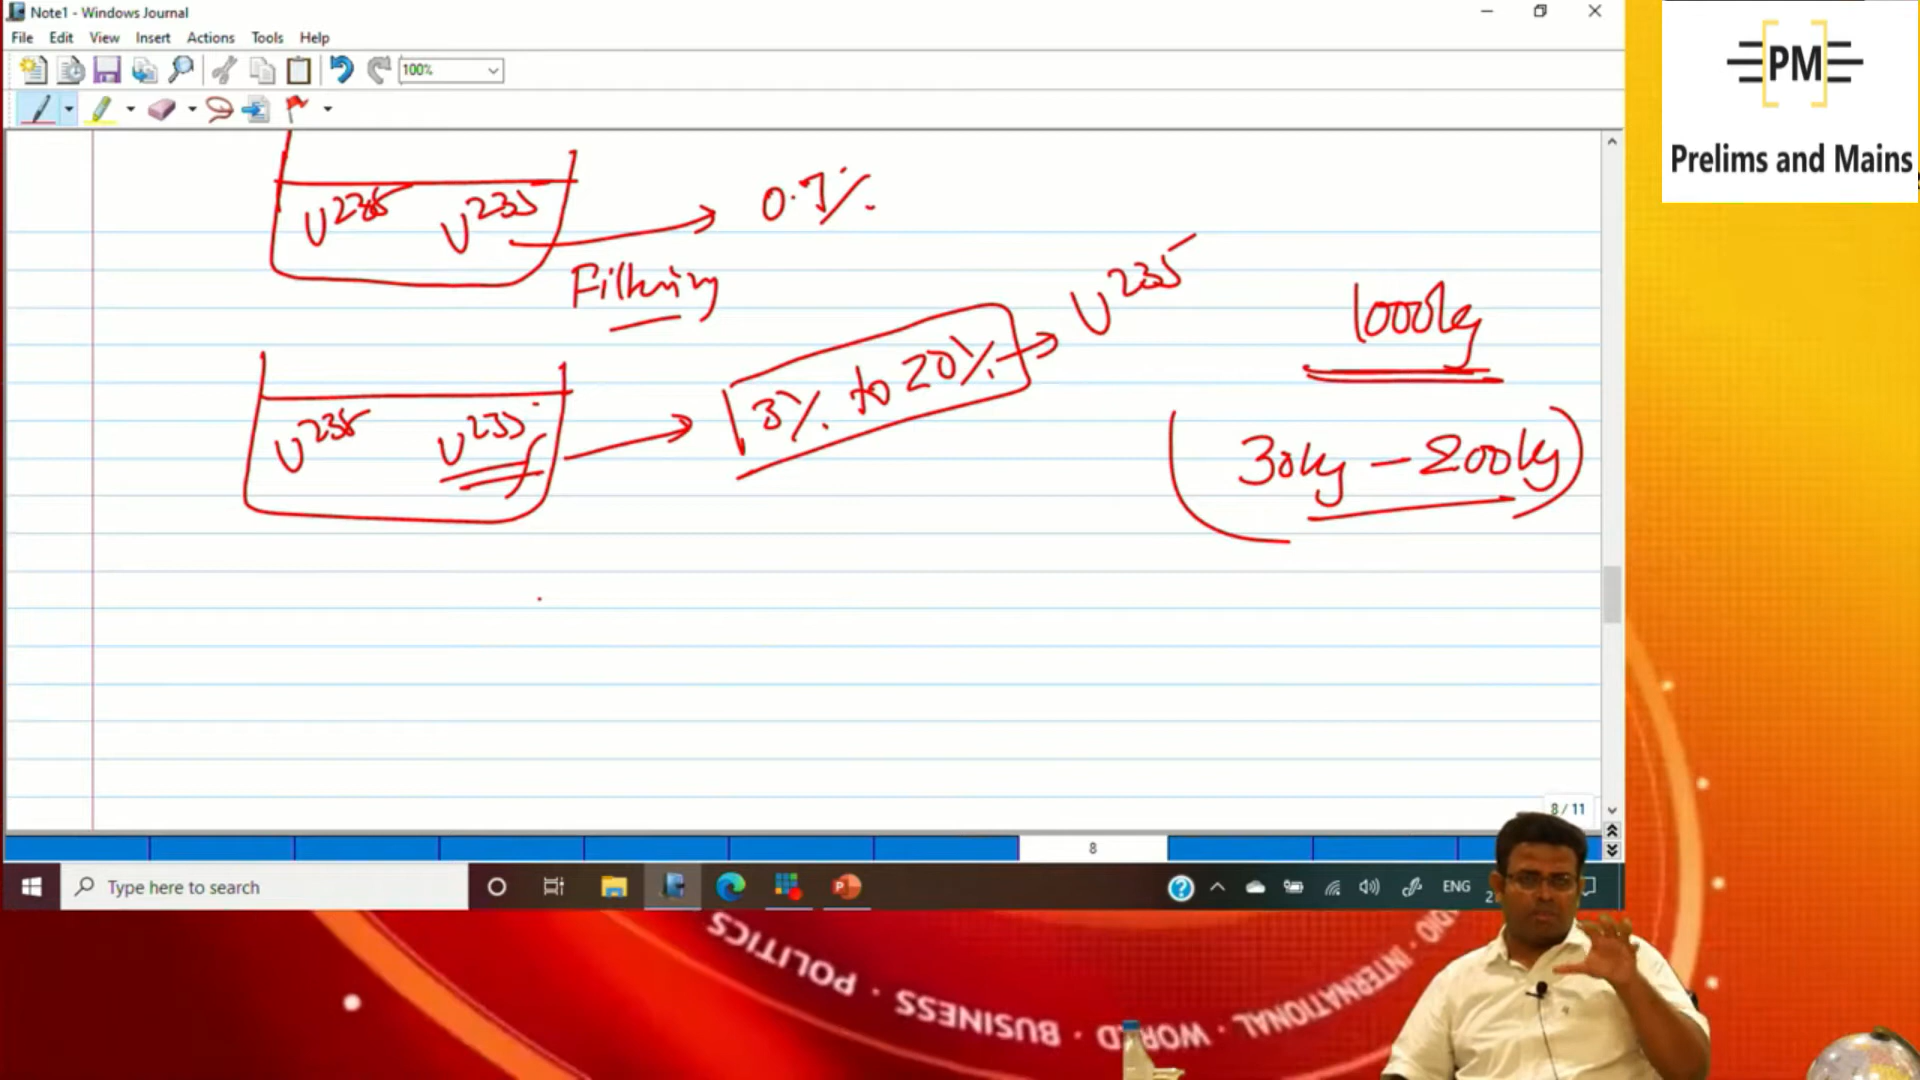 Note1 - Windows Journal
File Edit View Insert Actions Tools Help
100%
PM
Prelims and Mains
U238 U235 → 0.7%
Filtering
U235
1000kg
3% to 20%
U238 U235
30kg - 200kg
8 / 11
8
Type here to search
ENG
POLITICS · BUSINESS · WORLD · INTERNATIONAL ·